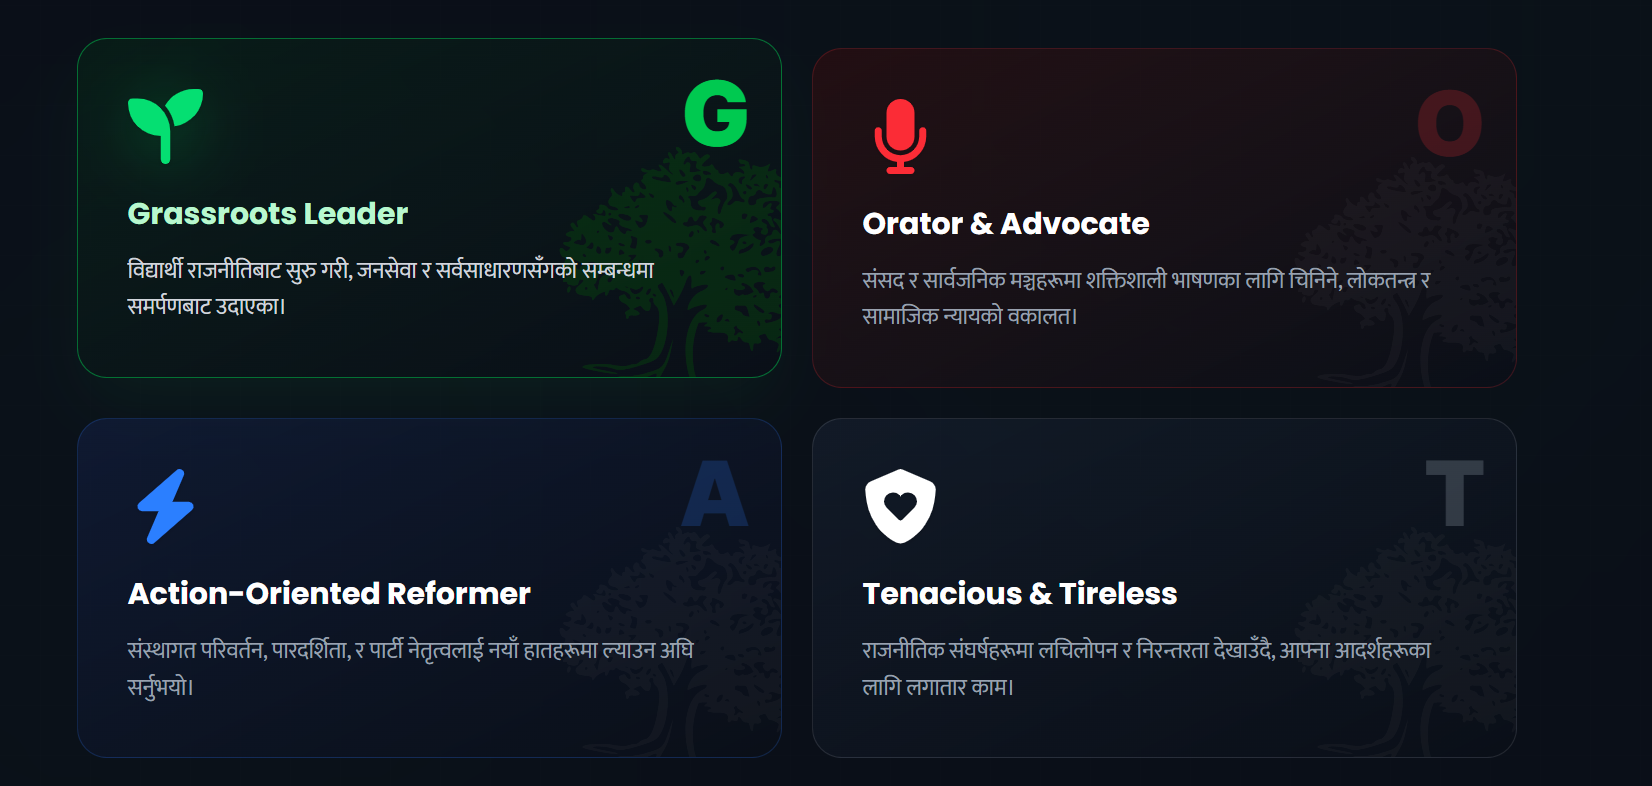 G
Grassroots Leader
विद्यार्थी राजनीतिबाट सुरु गरी, जनसेवा र सर्वसाधारणसँगको सम्बन्धमा
समर्पणबाट उदाएका।
O
Orator & Advocate
संसद र सार्वजनिक मञ्चहरूमा शक्तिशाली भाषणका लागि चिनिने, लोकतन्त्र र
सामाजिक न्यायको वकालत।
A
Action-Oriented Reformer
संस्थागत परिवर्तन, पारदर्शिता, र पार्टी नेतृत्वलाई नयाँ हातहरूमा ल्याउन अघि
सर्नुभयो।
T
Tenacious & Tireless
राजनीतिक संघर्षहरूमा लचिलोपन र निरन्तरता देखाउँदै, आफ्ना आदर्शहरूका
लागि लगातार काम।